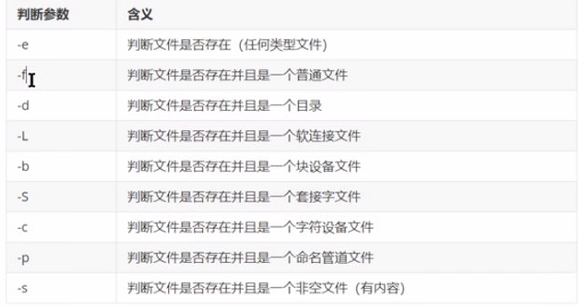 判断参数 含义
-e 判断文件是否存在（任何类型文件）
-f 判断文件是否存在并且是一个普通文件
-d 判断文件是否存在并且是一个目录
-L 判断文件是否存在并且是一个软连接文件
-b 判断文件是否存在并且是一个块设备文件
-S 判断文件是否存在并且是一个套接字文件
-c 判断文件是否存在并且是一个字符设备文件
-p 判断文件是否存在并且是一个命名管道文件
-s 判断文件是否存在并且是一个非空文件（有内容）